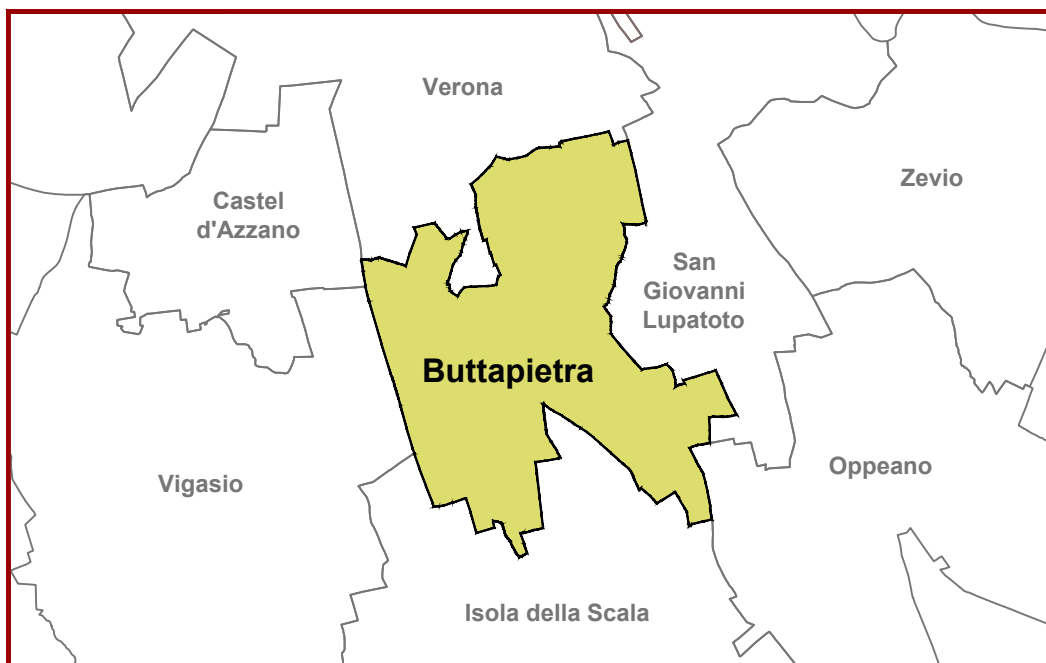 Verona
Zevio
Castel
d'Azzano
San
Giovanni
Lupatoto
Buttapietra
Oppeano
Vigasio
Isola della Scala